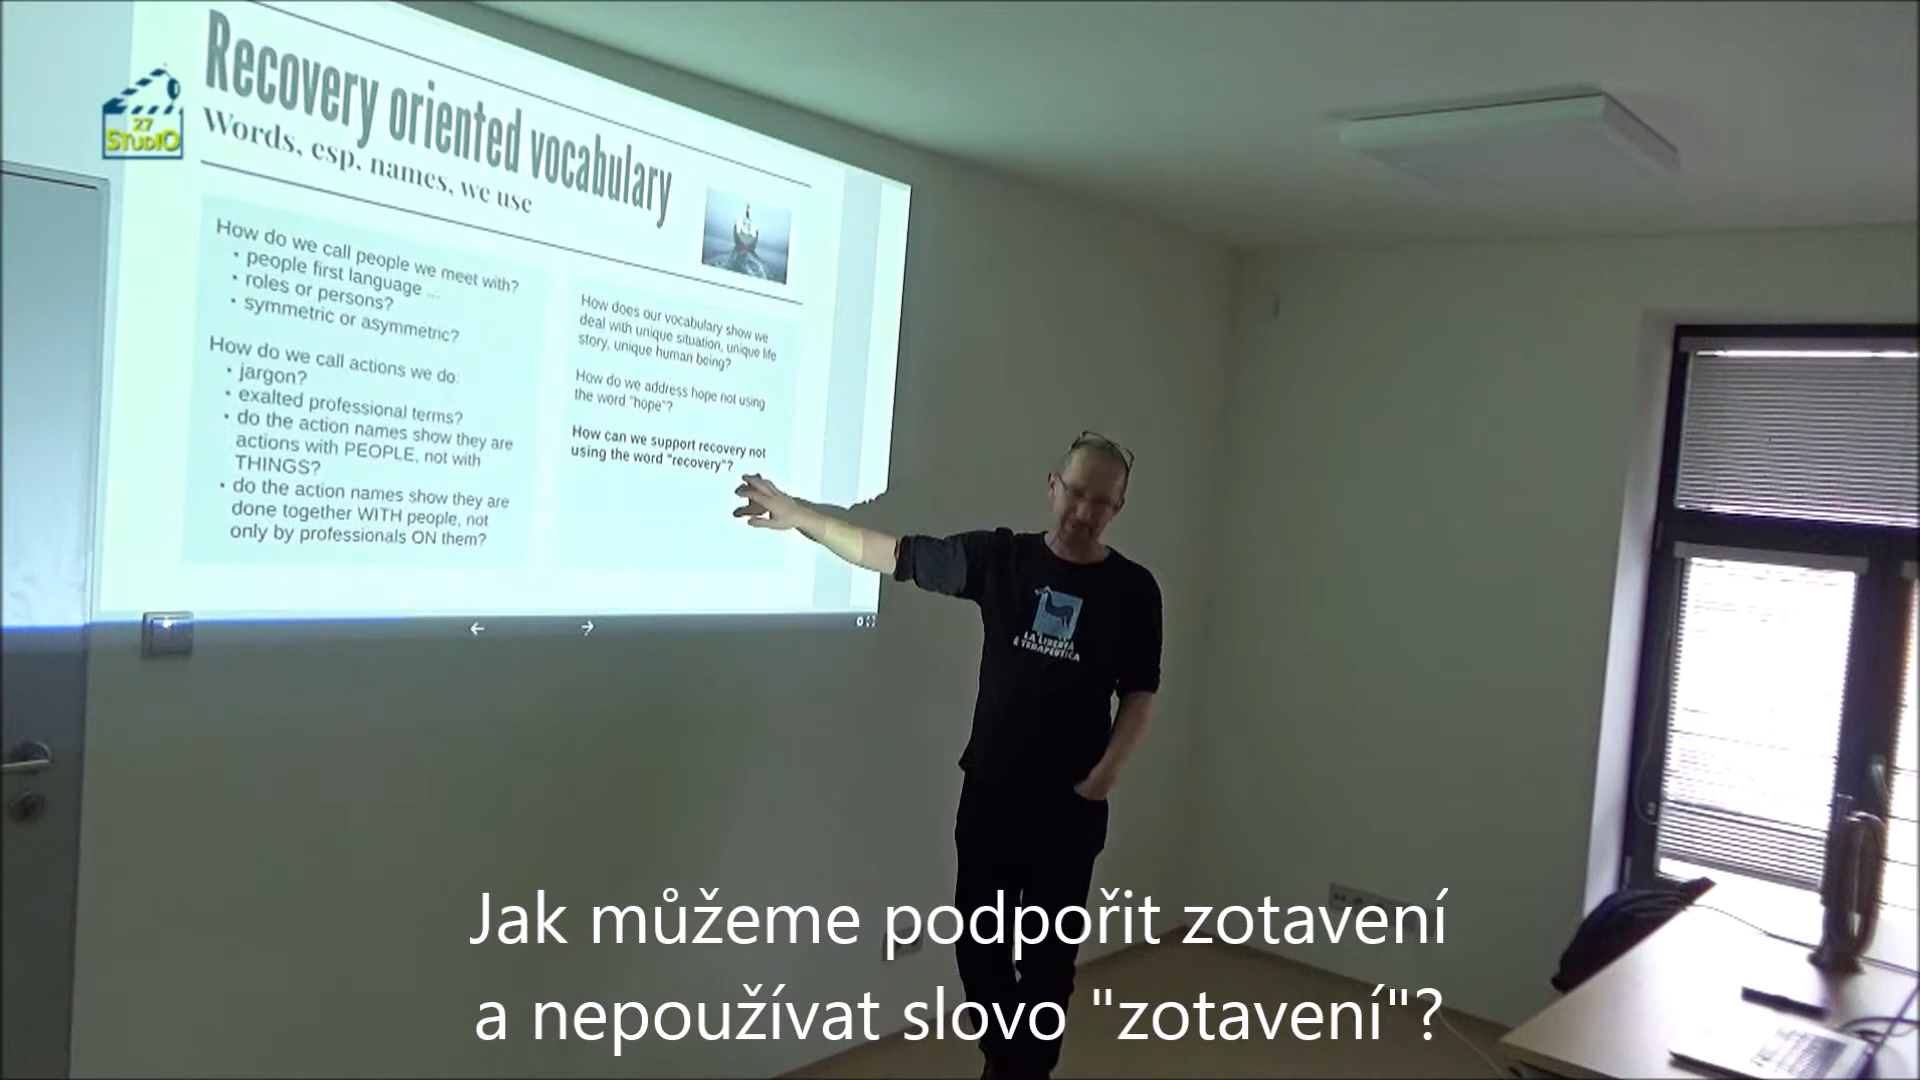 27
STUDIO
Recovery oriented vocabulary
Words, esp. names, we use
How do we call people we meet with?
• people first language ...
• roles or persons?
• symmetric or asymmetric?
How do we call actions we do:
• jargon?
• exalted professional terms?
• do the action names show they are
actions with PEOPLE, not with
THINGS?
• do the action names show they are
done together WITH people, not
only by professionals ON them?
How does our vocabulary show we
deal with unique situation, unique life
story, unique human being?
How do we address hope not using
the word "hope"?
How can we support recovery not
using the word "recovery"?
LA LIBERTÀ
È TERAPEUTICA
Jak můžeme podpořit zotavení
a nepoužívat slovo "zotavení"?